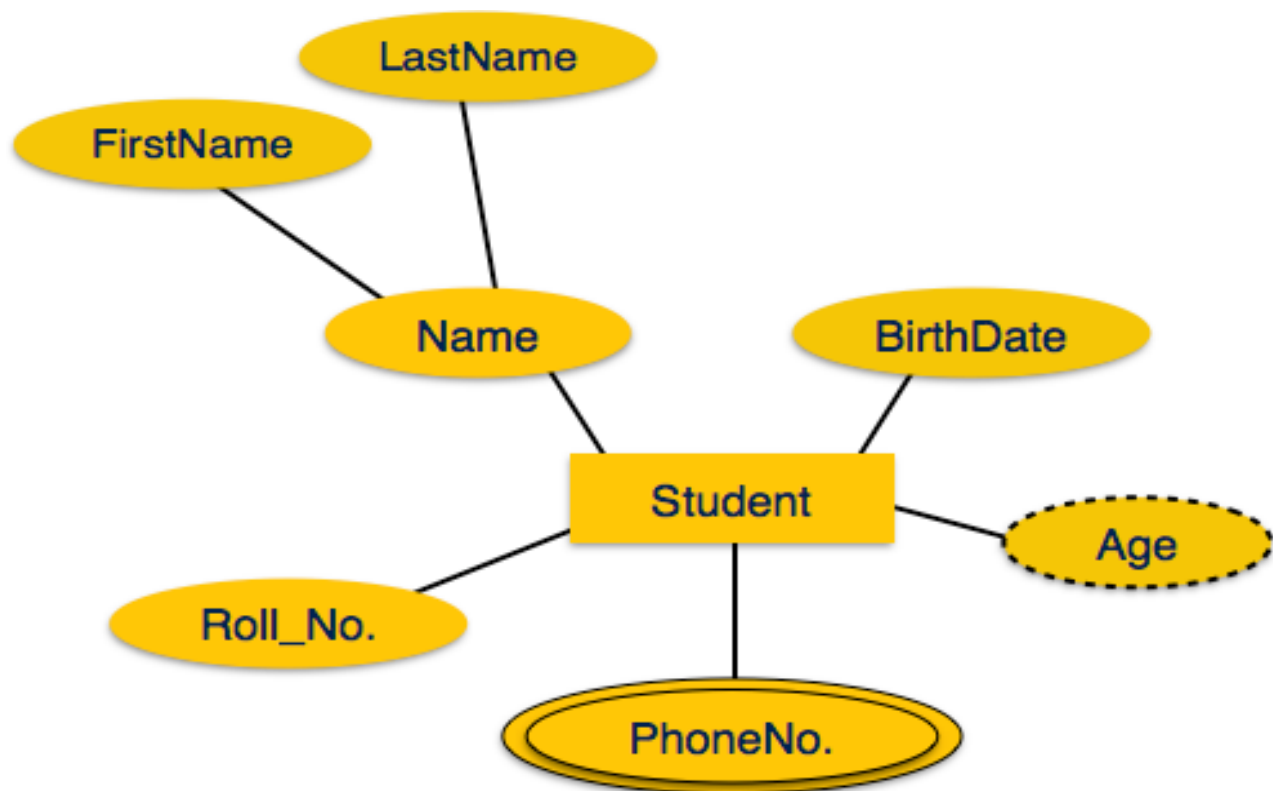 LastName
FirstName
Name
BirthDate
Student
Age
Roll_No.
PhoneNo.